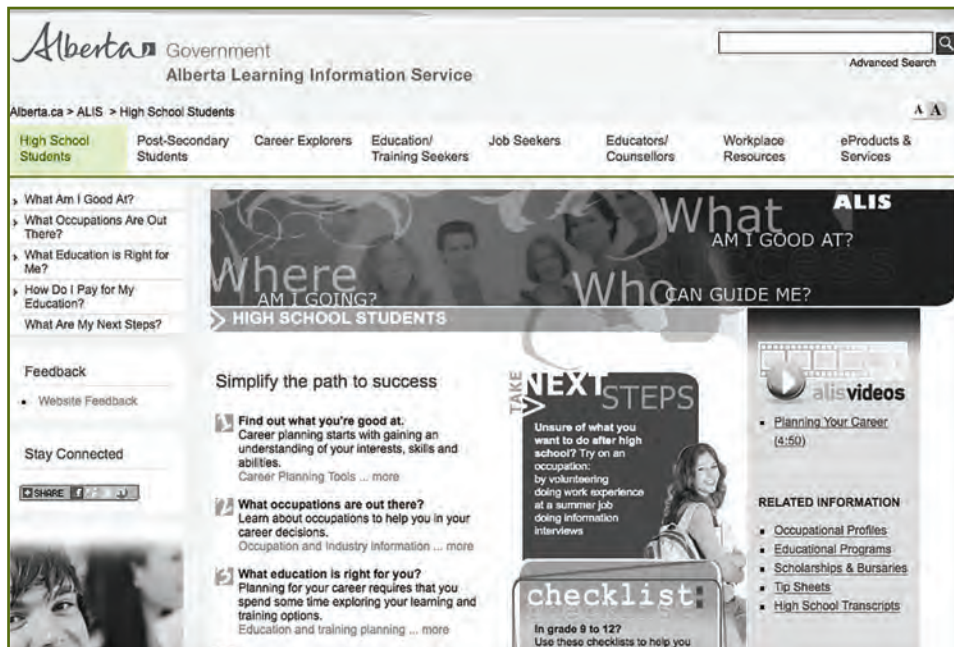 Alberta Government
Alberta Learning Information Service
Advanced Search
Alberta.ca > ALIS > High School Students
A A
High School
Students
Post-Secondary
Students
Career Explorers
Education/
Training Seekers
Job Seekers
Educators/
Counsellors
Workplace
Resources
eProducts &
Services
What Am I Good At?
What Occupations Are Out
There?
What Education is Right for
Me?
How Do I Pay for My
Education?
What Are My Next Steps?
Feedback
• Website Feedback
Stay Connected
SHARE
ALIS
What
AM I GOOD AT?
success
Where
AM I GOING?
Who
CAN GUIDE ME?
HIGH SCHOOL STUDENTS
Simplify the path to success
1 Find out what you're good at.
Career planning starts with gaining an
understanding of your interests, skills and
abilities.
Career Planning Tools ... more
2 What occupations are out there?
Learn about occupations to help you in your
career decisions.
Occupation and Industry Information ... more
3 What education is right for you?
Planning for your career requires that you
spend some time exploring your learning and
training options.
Education and training planning ... more
TAKE
NEXT
STEPS
Unsure of what you
want to do after high
school? Try on an
occupation:
by volunteering
doing work experience
at a summer job
doing information
interviews
checklist:
In grade 9 to 12?
Use these checklists to help you
alisvideos
Planning Your Career
(4:50)
RELATED INFORMATION
Occupational Profiles
Educational Programs
Scholarships & Bursaries
Tip Sheets
High School Transcripts